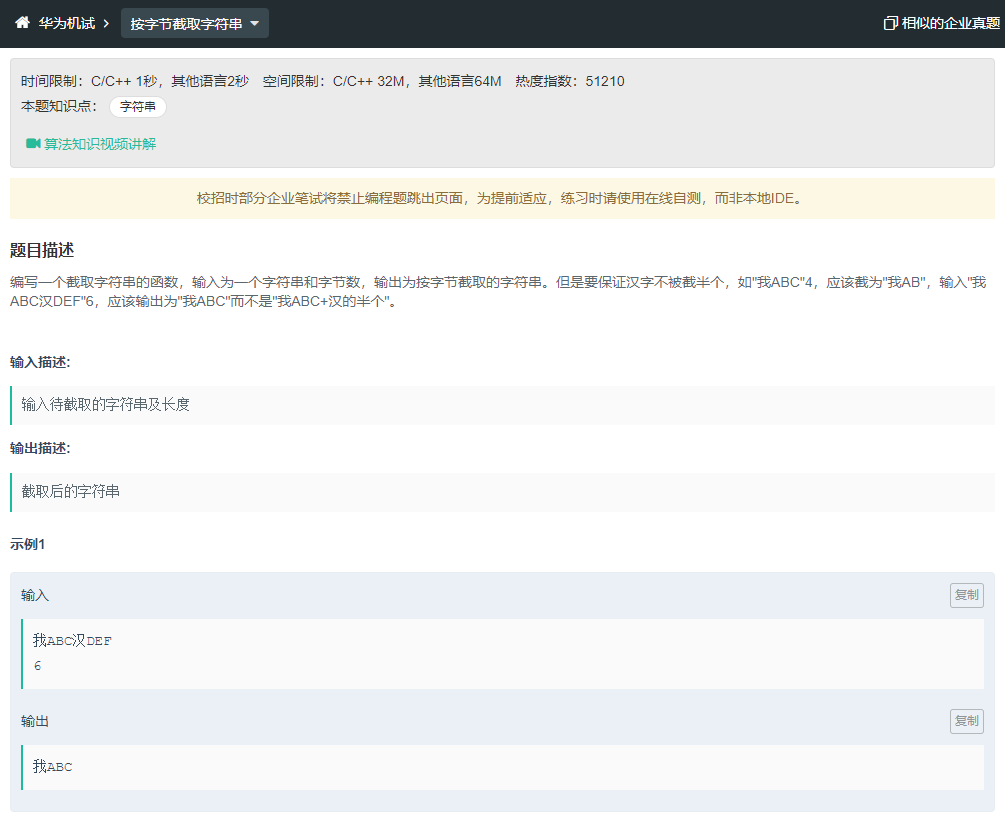 华为机试 > 按字节截取字符串
相似的企业真题
时间限制：C/C++ 1秒，其他语言2秒 空间限制：C/C++ 32M，其他语言64M 热度指数：51210
本题知识点： 字符串
算法知识视频讲解
校招时部分企业笔试将禁止编程题跳出页面，为提前适应，练习时请使用在线自测，而非本地IDE。
题目描述
编写一个截取字符串的函数，输入为一个字符串和字节数，输出为按字节截取的字符串。但是要保证汉字不被截半个，如"我ABC"4，应该截为"我AB"，输入"我
ABC汉DEF"6，应该输出为"我ABC"而不是"我ABC+汉的半个"。
输入描述:
输入待截取的字符串及长度
输出描述:
截取后的字符串
示例1
输入
复制
我ABC汉DEF
6
输出
复制
我ABC